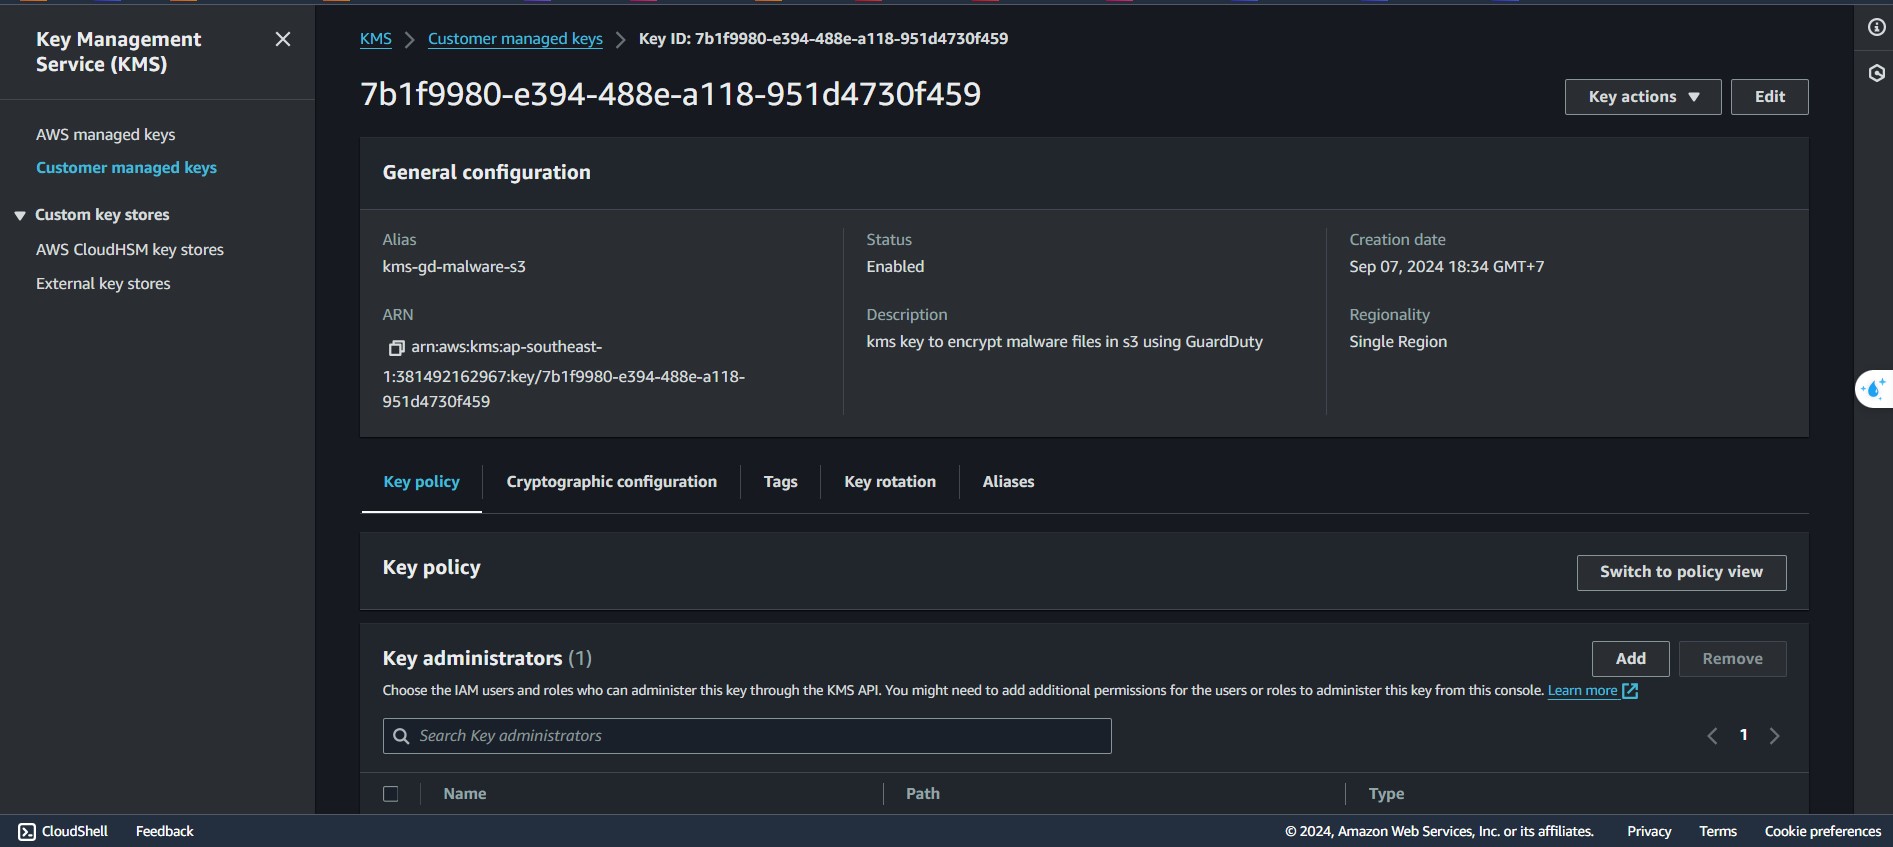 Key Management
Service (KMS)
AWS managed keys
Customer managed keys
Custom key stores
AWS CloudHSM key stores
External key stores
KMS > Customer managed keys > Key ID: 7b1f9980-e394-488e-a118-951d4730f459
7b1f9980-e394-488e-a118-951d4730f459
Key actions
Edit
General configuration
Alias
kms-gd-malware-s3
ARN
arn:aws:kms:ap-southeast-
1:381492162967:key/7b1f9980-e394-488e-a118-
951d4730f459
Status
Enabled
Description
kms key to encrypt malware files in s3 using GuardDuty
Creation date
Sep 07, 2024 18:34 GMT+7
Regionality
Single Region
Key policy
Cryptographic configuration
Tags
Key rotation
Aliases
Key policy
Switch to policy view
Key administrators (1)
Add
Remove
Choose the IAM users and roles who can administer this key through the KMS API. You might need to add additional permissions for the users or roles to administer this key from this console. Learn more
Search Key administrators
1
Name
Path
Type
CloudShell
Feedback
© 2024, Amazon Web Services, Inc. or its affiliates.
Privacy
Terms
Cookie preferences